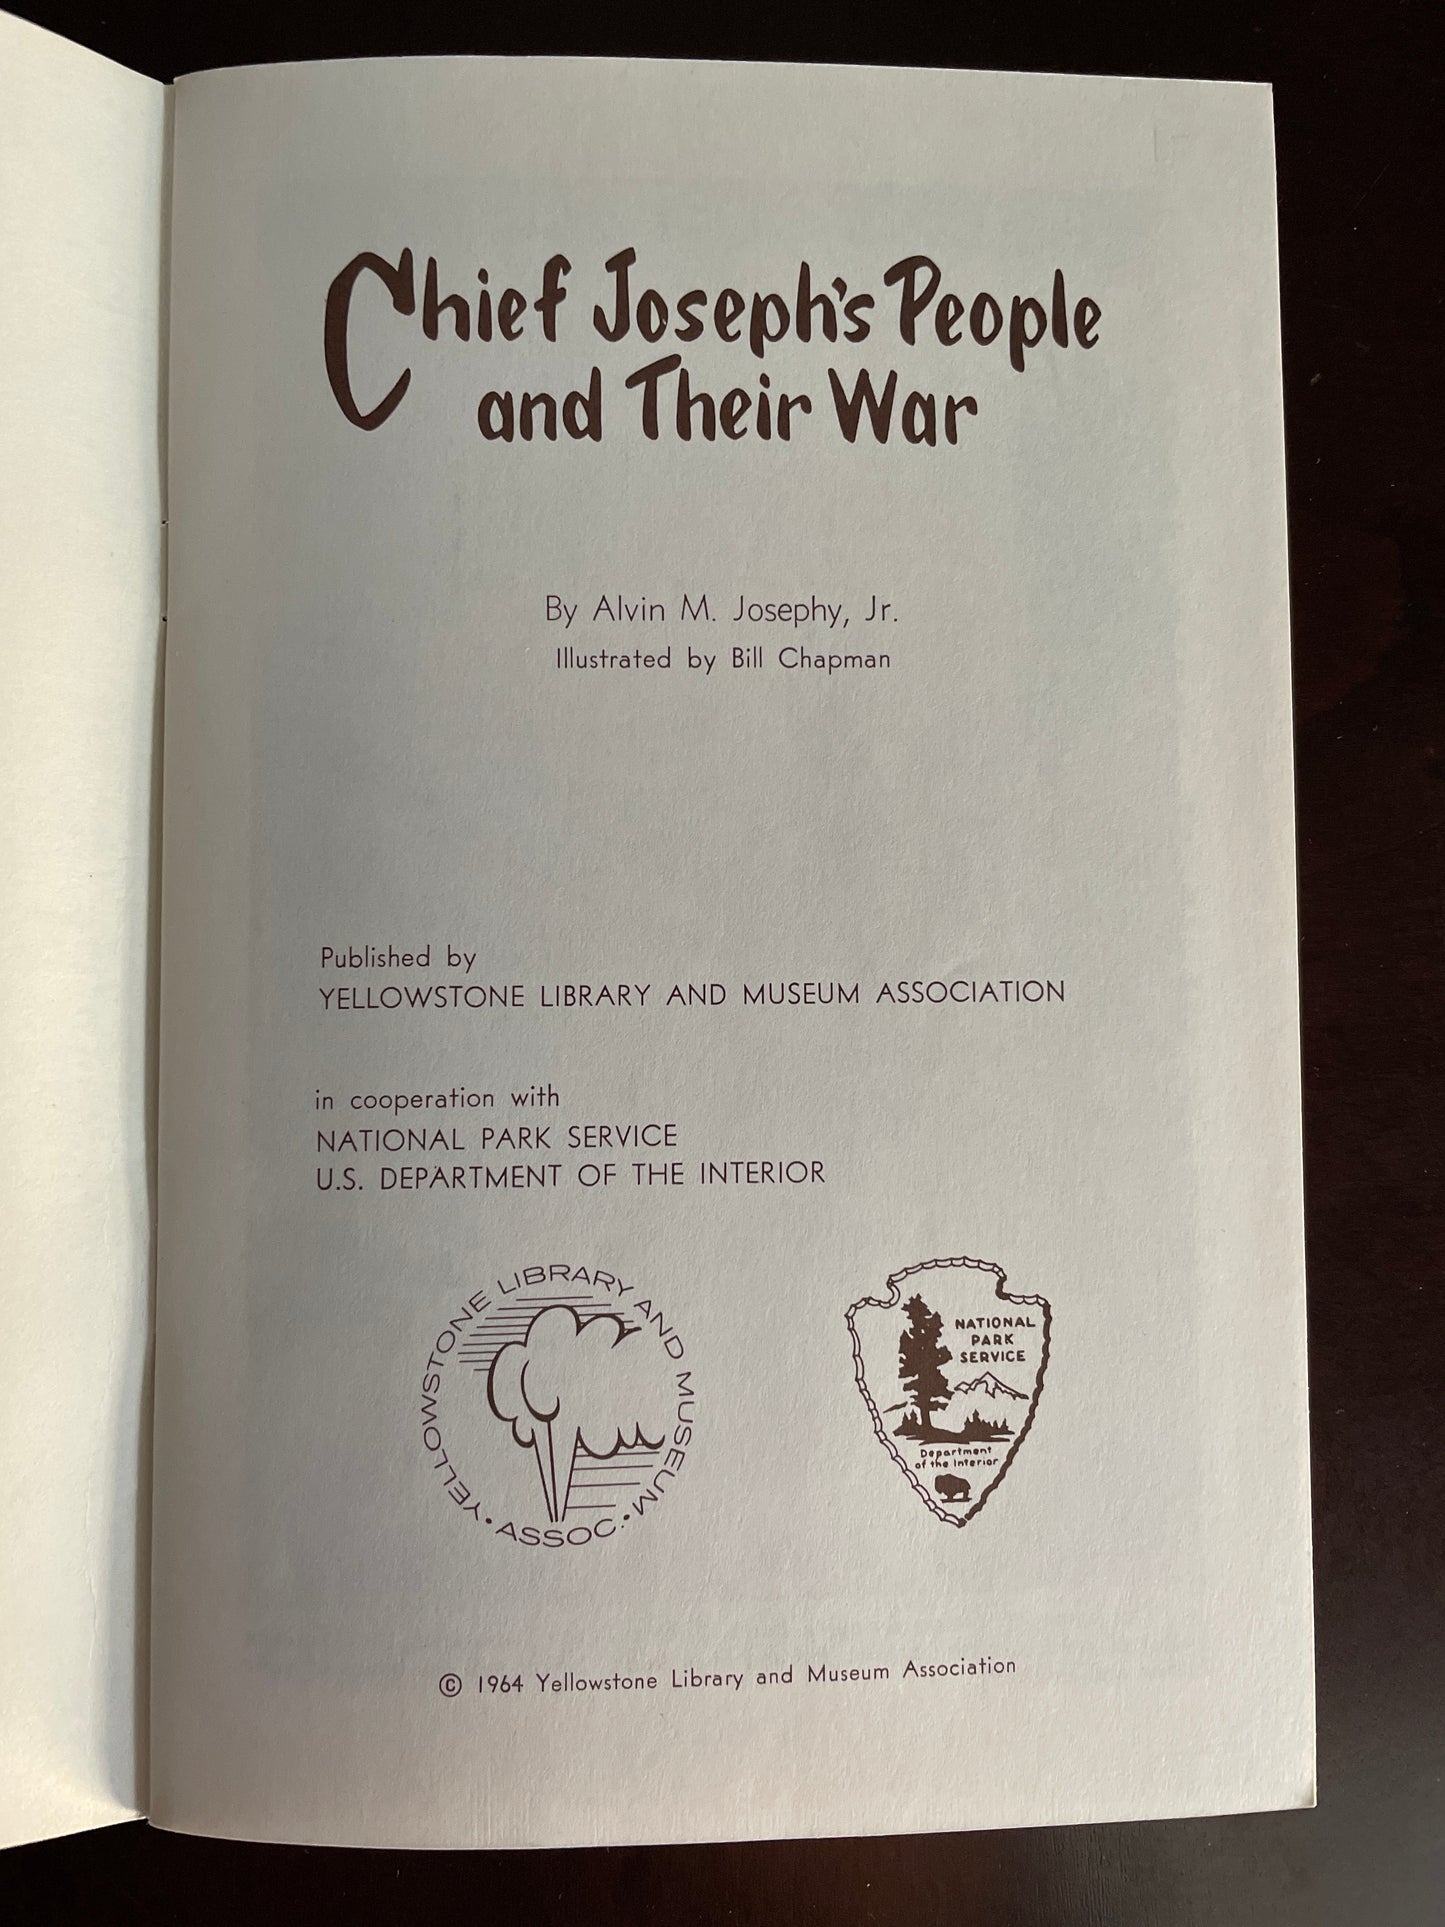 Chief Joseph's People
and Their War
By Alvin M. Josephy, Jr.
Illustrated by Bill Chapman
Published by
YELLOWSTONE LIBRARY AND MUSEUM ASSOCIATION
in cooperation with
NATIONAL PARK SERVICE
U.S. DEPARTMENT OF THE INTERIOR
YELLOWSTONE LIBRARY AND MUSEUM • ASSOC. •
NATIONAL
PARK
SERVICE
Department
of the Interior
© 1964 Yellowstone Library and Museum Association